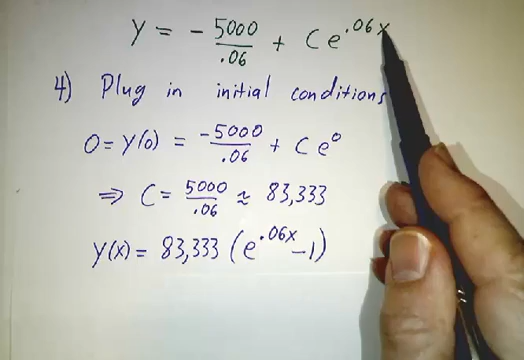 y = - 5000/.06 + Ce^.06x
4) Plug in initial conditions
0 = y(0) = -5000/.06 + Ce^0
⇒ C = 5000/.06 ≈ 83,333
y(x) = 83,333 (e^.06x - 1)